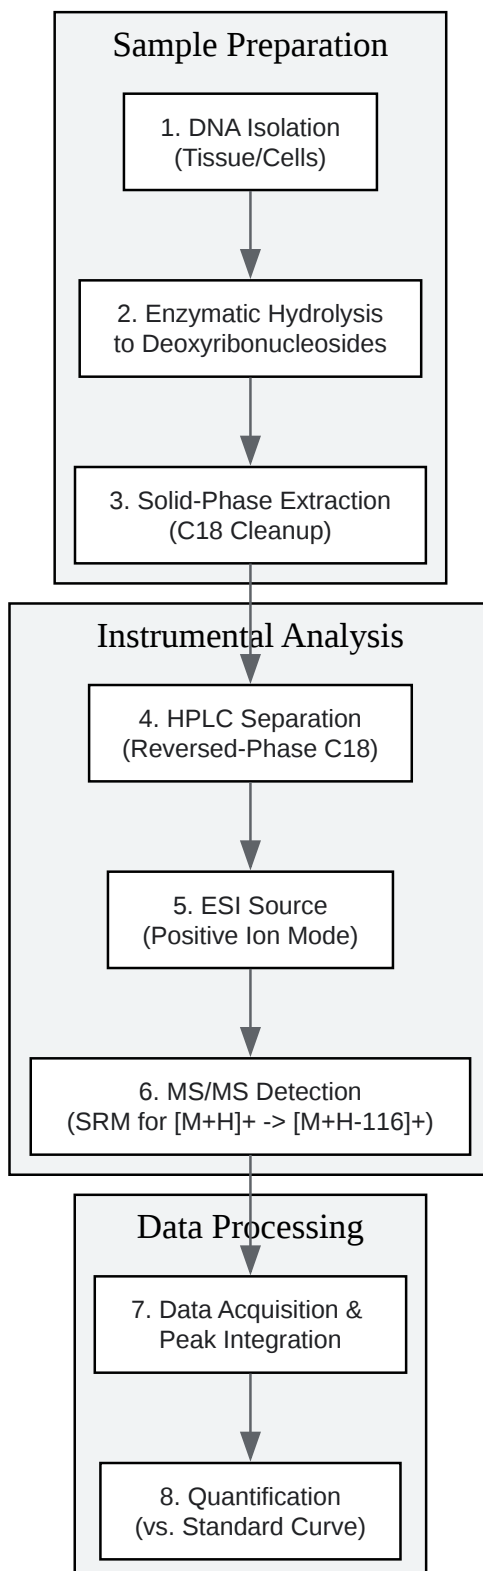 Sample Preparation
1. DNA Isolation
(Tissue/Cells)
2. Enzymatic Hydrolysis
to Deoxyribonucleosides
3. Solid-Phase Extraction
(C18 Cleanup)
Instrumental Analysis
4. HPLC Separation
(Reversed-Phase C18)
5. ESI Source
(Positive Ion Mode)
6. MS/MS Detection
(SRM for [M+H]+ -> [M+H-116]+)
Data Processing
7. Data Acquisition &
Peak Integration
8. Quantification
(vs. Standard Curve)